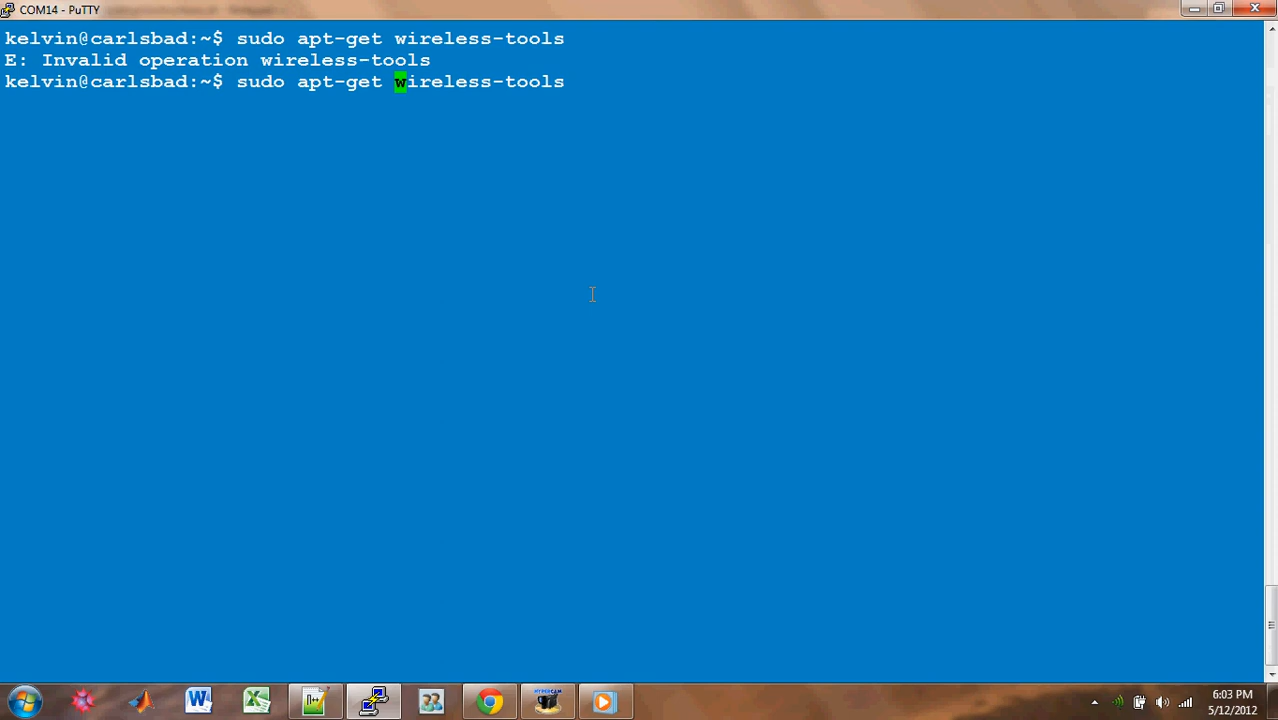 COM14 - PuTTY
kelvin@carlsbad:~$ sudo apt-get wireless-tools
E: Invalid operation wireless-tools
kelvin@carlsbad:~$ sudo apt-get wireless-tools
6:03 PM
5/12/2012